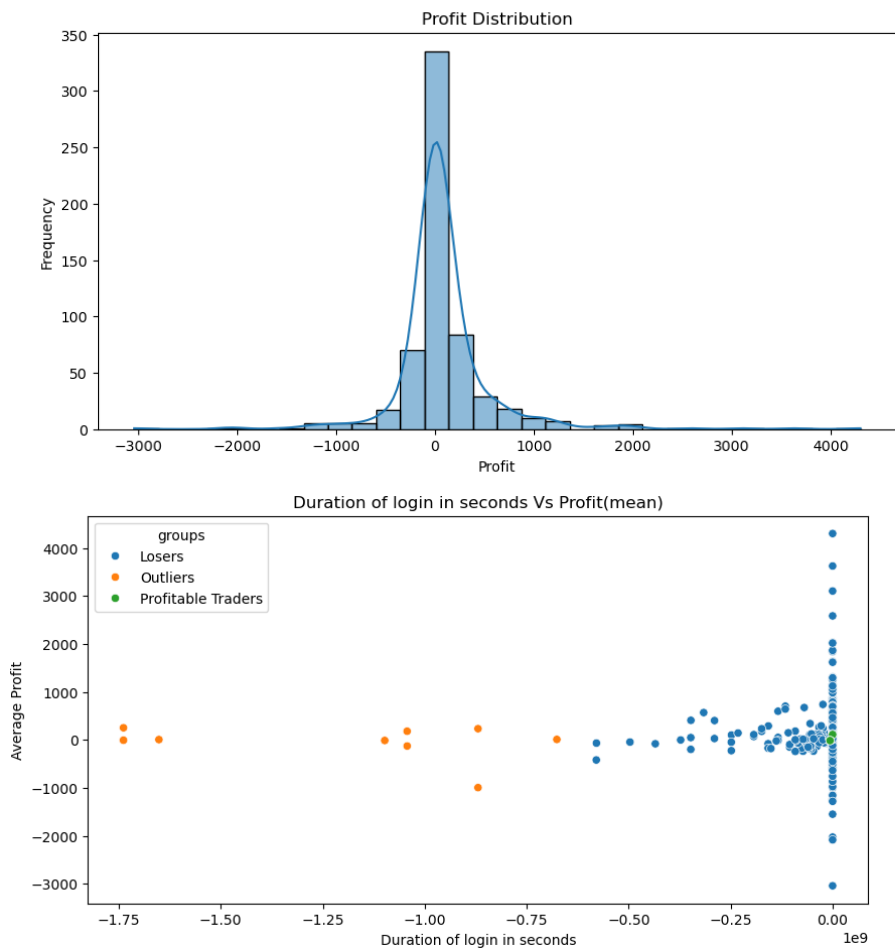 Profit Distribution
350
300
250
200
150
100
50
0
Frequency
−3000 −2000 −1000 0 1000 2000 3000 4000
Profit
Duration of login in seconds Vs Profit(mean)
groups
Losers
Outliers
Profitable Traders
4000
3000
2000
1000
0
−1000
−2000
−3000
Average Profit
−1.75 −1.50 −1.25 −1.00 −0.75 −0.50 −0.25 0.00
1e9
Duration of login in seconds